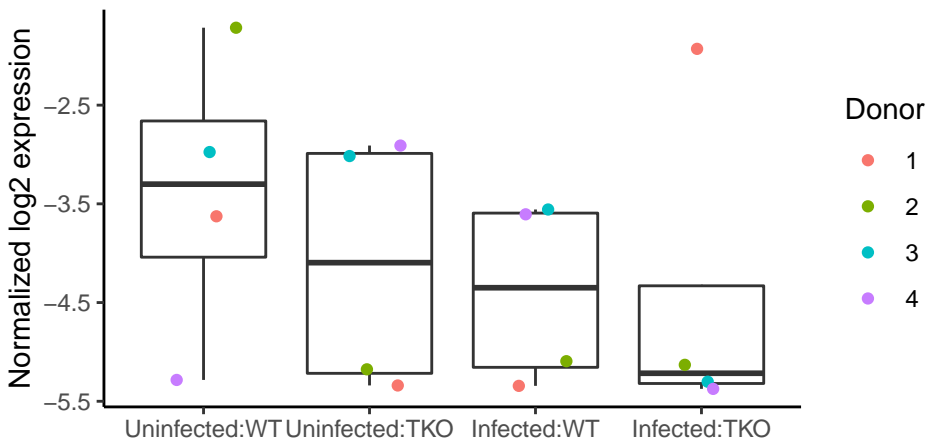 Normalized log2 expression
−2.5
−3.5
−4.5
−5.5
Uninfected:WT
Uninfected:TKO
Infected:WT
Infected:TKO
Donor
1
2
3
4